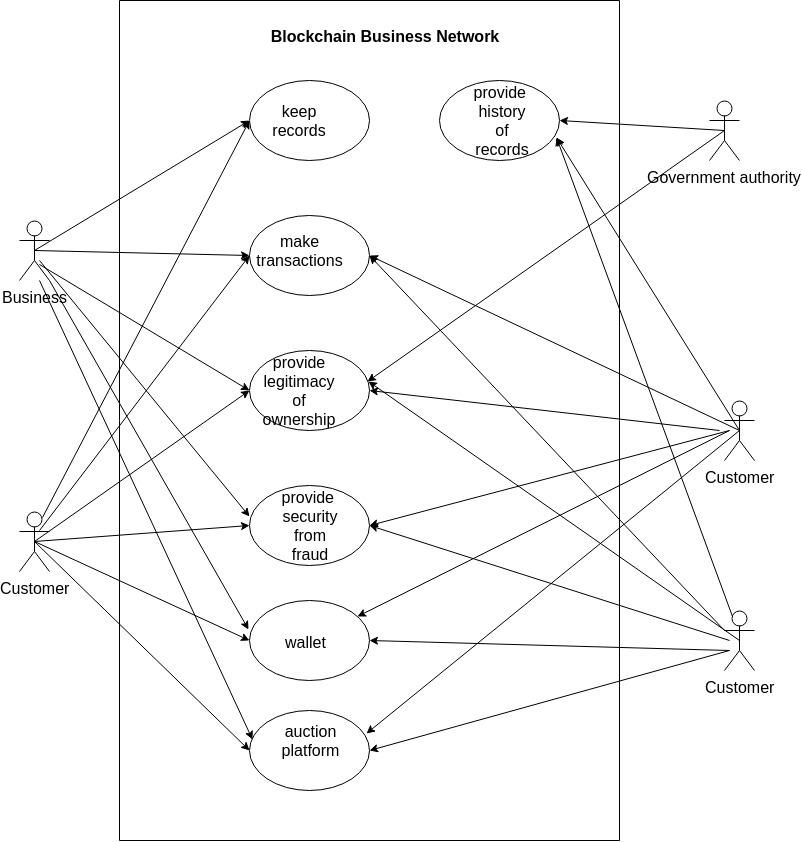 Blockchain Business Network
keep
records
provide
history
of
records
Government authority
make
transactions
Business
provide
legitimacy
of
ownership
Customer
provide
security
from
fraud
Customer
wallet
Customer
auction
platform